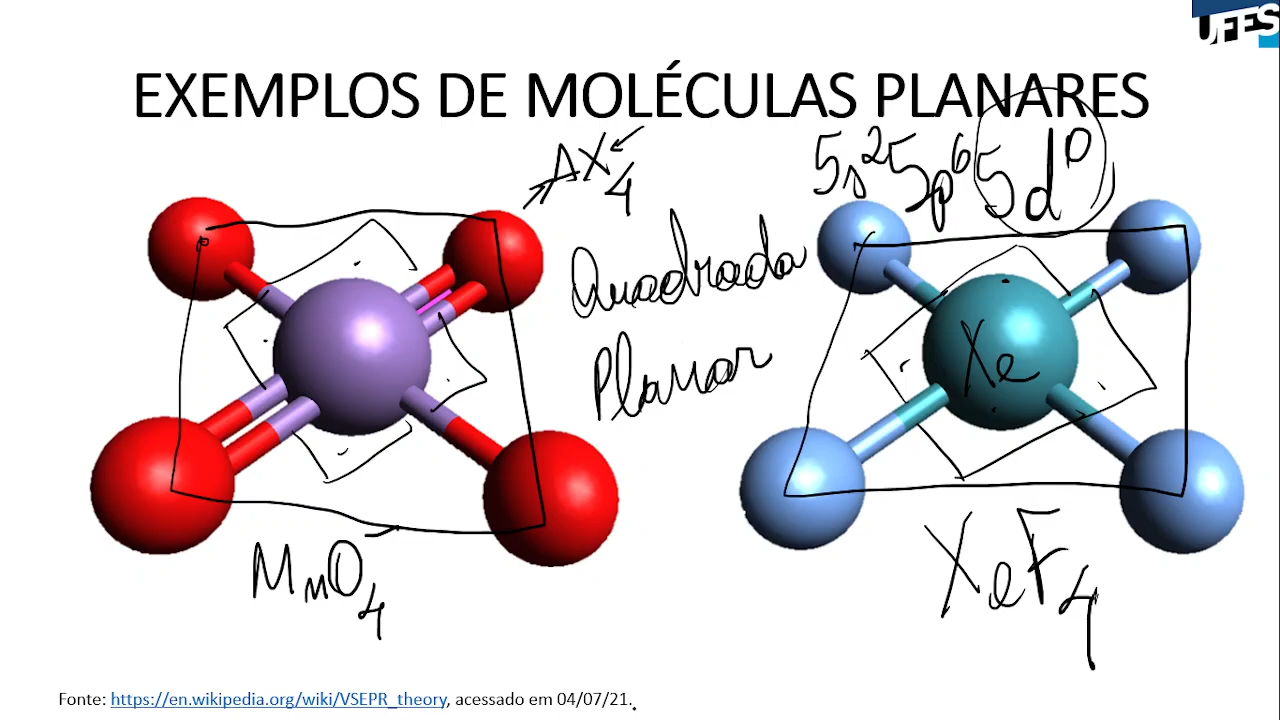 UFES
EXEMPLOS DE MOLÉCULAS PLANARES
AX4
5s² 5p⁶ 5d⁰
Quadrada
Planar
Xe
MnO4⁻
XeF4
Fonte: https://en.wikipedia.org/wiki/VSEPR_theory, acessado em 04/07/21.